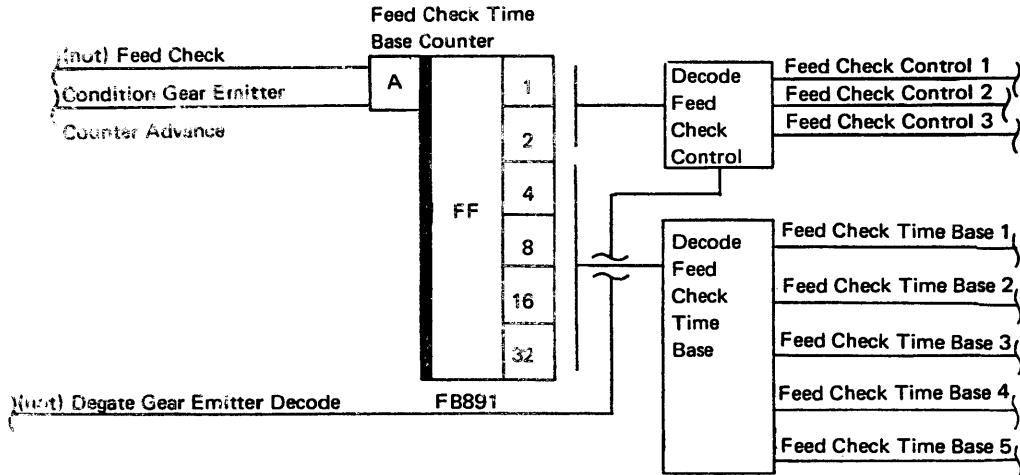 Feed Check Time
Base Counter
(not) Feed Check
Condition Gear Emitter
Counter Advance
A
FF
1
2
4
8
16
32
Decode
Feed
Check
Control
Feed Check Control 1
Feed Check Control 2
Feed Check Control 3
Decode
Feed
Check
Time
Base
Feed Check Time Base 1
Feed Check Time Base 2
Feed Check Time Base 3
Feed Check Time Base 4
Feed Check Time Base 5
(not) Degate Gear Emitter Decode
FB891